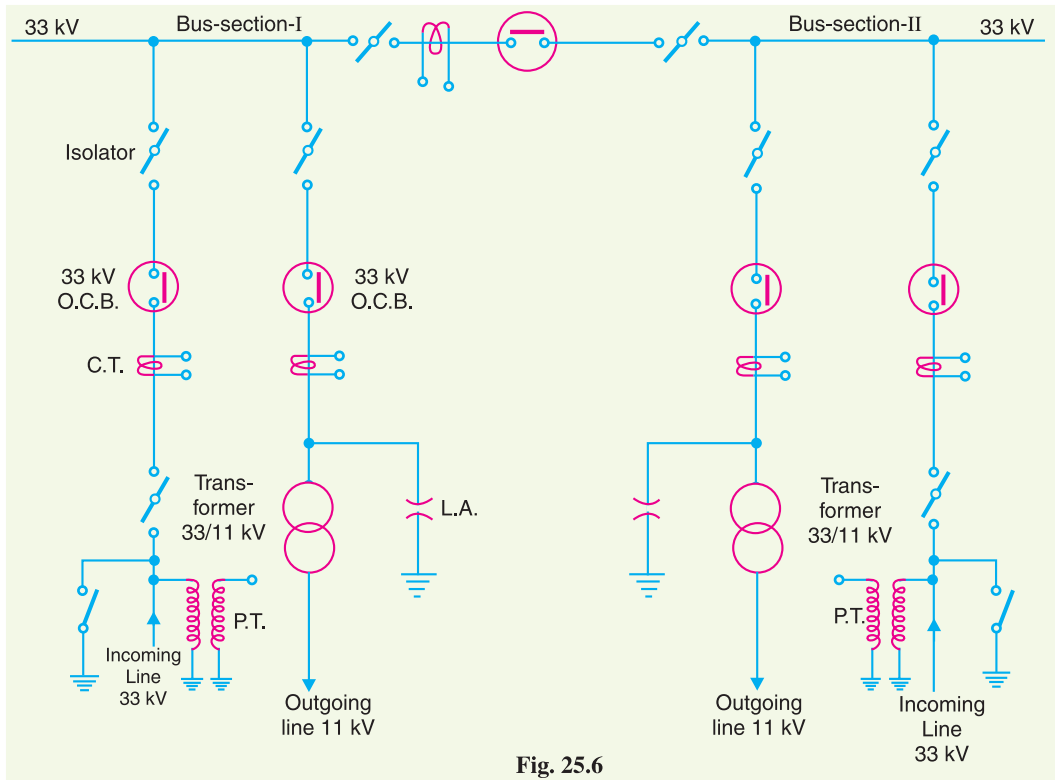 33 kV
Bus-section-I
Bus-section-II
33 kV
Isolator
33 kV
O.C.B.
33 kV
O.C.B.
C.T.
Trans-
former
33/11 kV
L.A.
Trans-
former
33/11 kV
P.T.
P.T.
Incoming
Line
33 kV
Outgoing
line 11 kV
Outgoing
line 11 kV
Incoming
Line
33 kV
Fig. 25.6